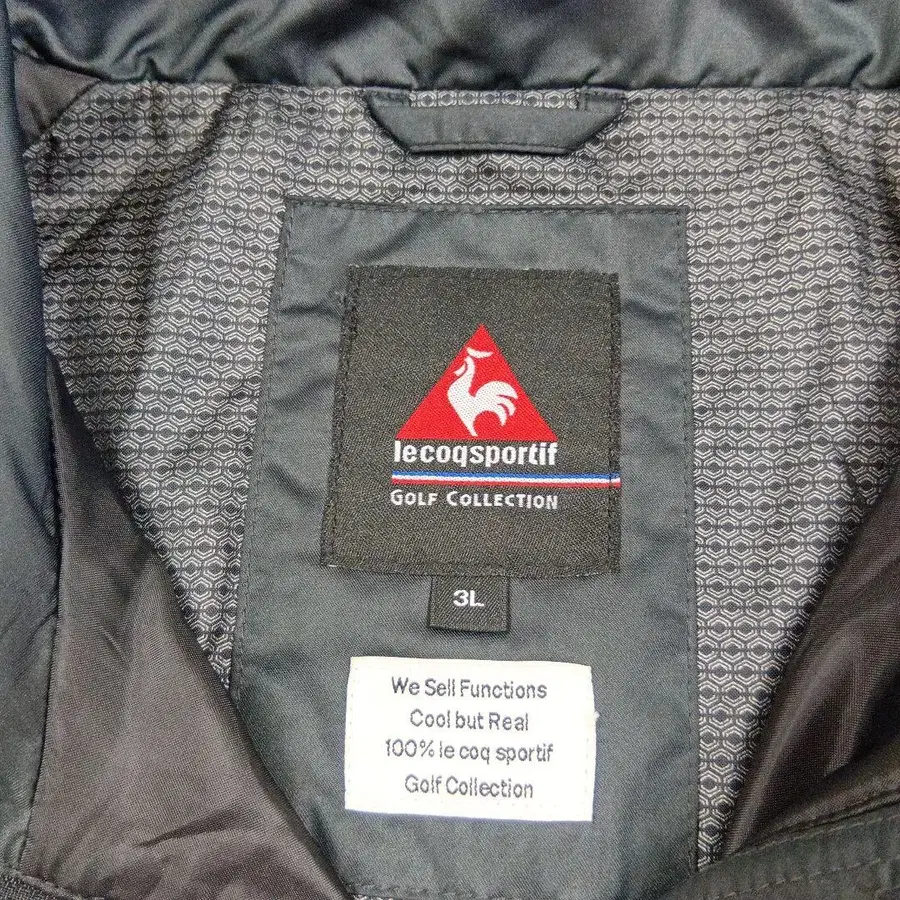 lecoqsportif
GOLF COLLECTION
3L
We Sell Functions
Cool but Real
100% le coq sportif
Golf Collection